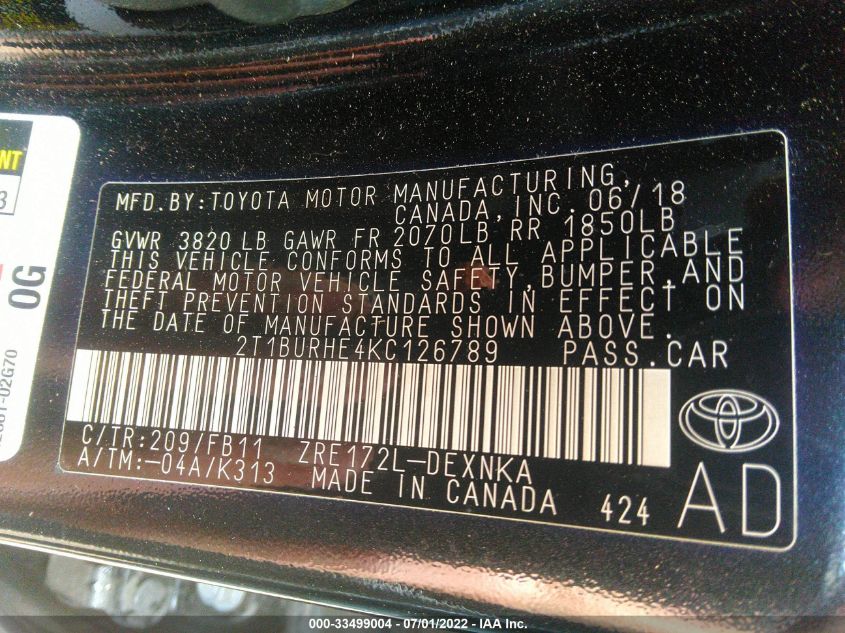 MFD.BY:TOYOTA MOTOR MANUFACTURING,
CANADA,INC. 06/18
GVWR 3820 LB GAWR FR 2070LB RR 1850LB
THIS VEHICLE CONFORMS TO ALL APPLICABLE
FEDERAL MOTOR VEHICLE SAFETY,BUMPER,AND
THEFT PREVENTION STANDARDS IN EFFECT ON
THE DATE OF MANUFACTURE SHOWN ABOVE.
2T1BURHE4KC126789 PASS.CAR
C/TR:209/FB11 ZRE172L-DEXNKA
A/TM:-04A/K313 MADE IN CANADA 424
AD
3
0G
-02G70
000-33499004 - 07/01/2022 - IAA Inc.